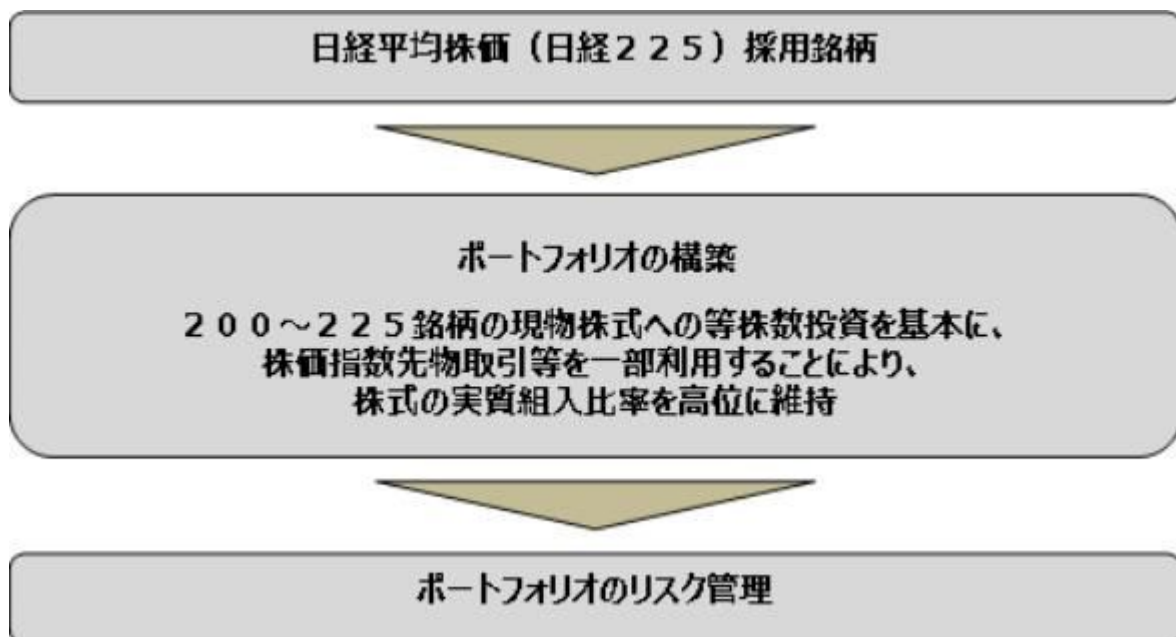 日経平均株価（日経２２５）採用銘柄
ポートフォリオの構築
２００～２２５銘柄の現物株式への等株数投資を基本に、
株価指数先物取引等を一部利用することにより、
株式の実質組入比率を高位に維持
ポートフォリオのリスク管理